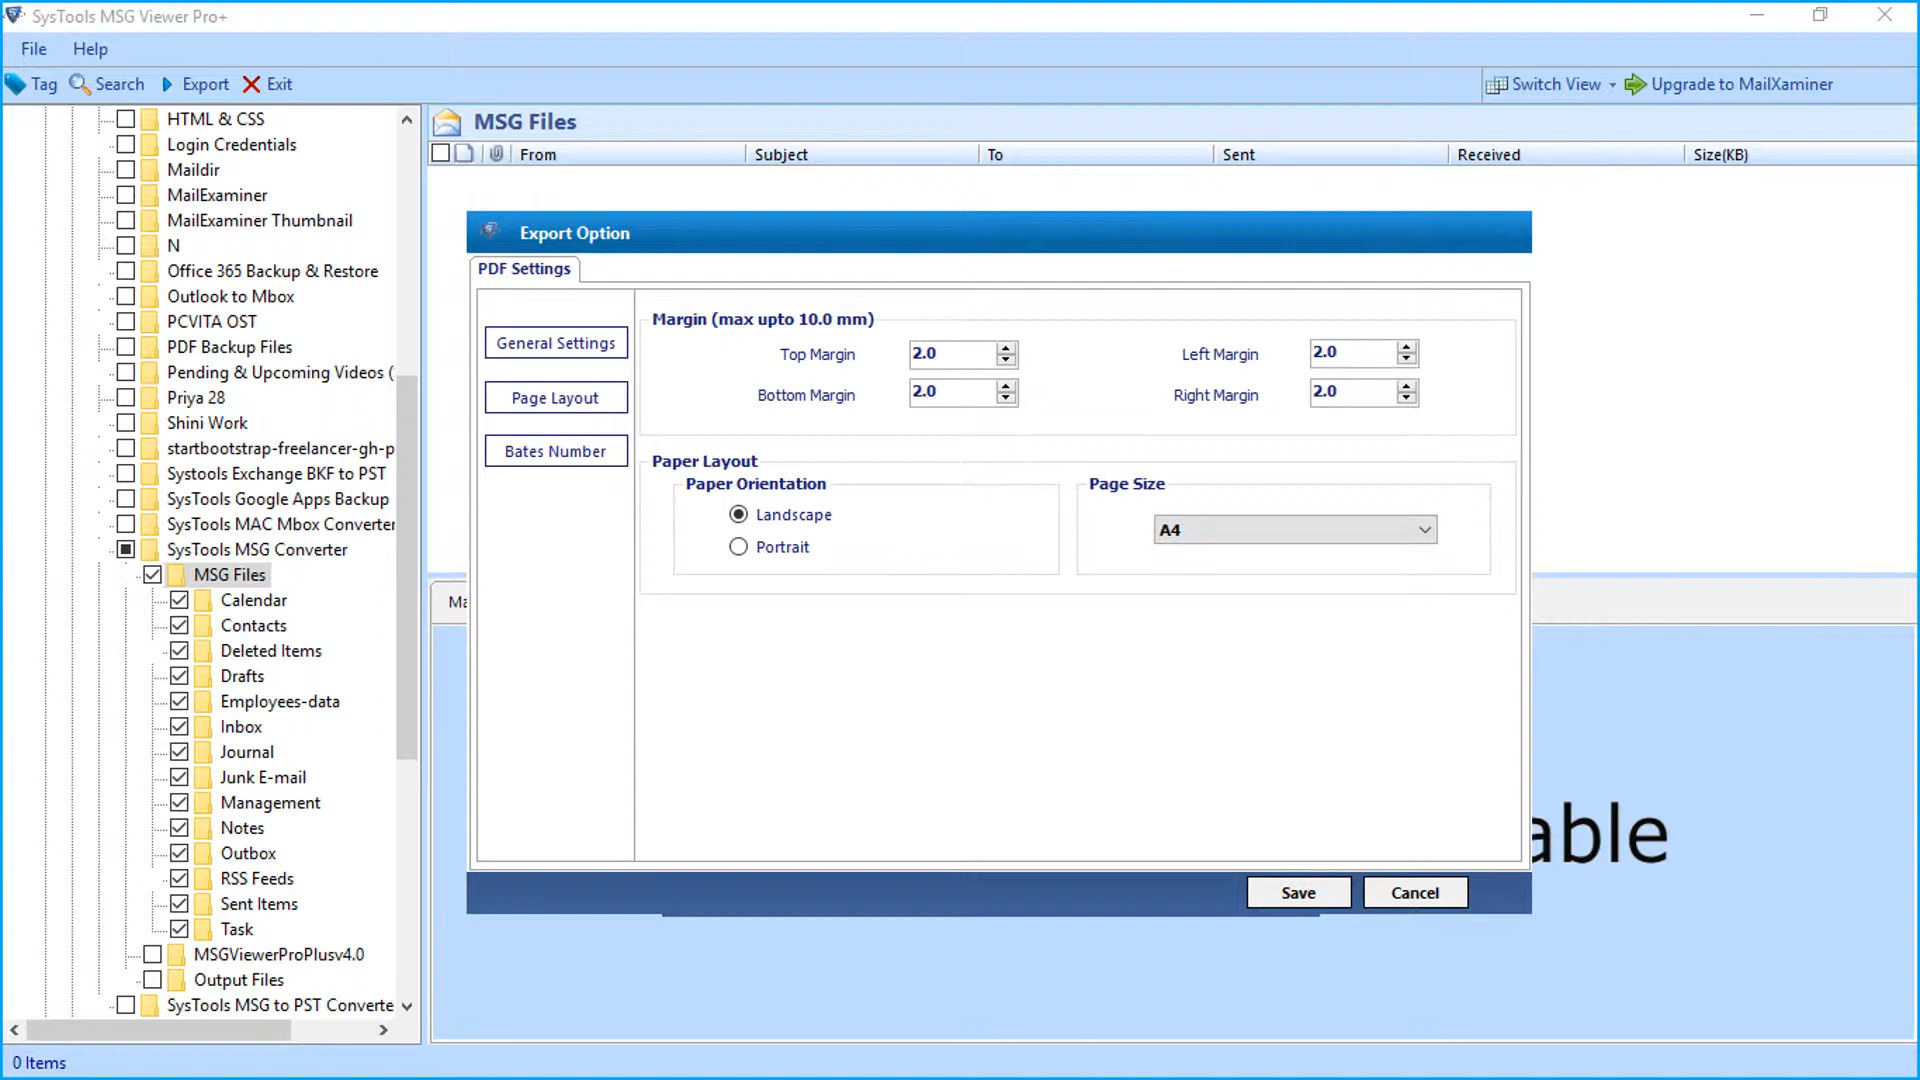 SysTools MSG Viewer Pro+
File Help
Tag Search Export Exit
Switch View Upgrade to MailXaminer
HTML & CSS
Login Credentials
Maildir
MailExaminer
MailExaminer Thumbnail
N
Office 365 Backup & Restore
Outlook to Mbox
PCVITA OST
PDF Backup Files
Pending & Upcoming Videos (
Priya 28
Shini Work
startbootstrap-freelancer-gh-p
Systools Exchange BKF to PST
SysTools Google Apps Backup
SysTools MAC Mbox Converter
SysTools MSG Converter
MSG Files
Calendar
Contacts
Deleted Items
Drafts
Employees-data
Inbox
Journal
Junk E-mail
Management
Notes
Outbox
RSS Feeds
Sent Items
Task
MSGViewerProPlusv4.0
Output Files
SysTools MSG to PST Converte
MSG Files
From Subject To Sent Received Size(KB)
Export Option
PDF Settings
General Settings
Page Layout
Bates Number
Margin (max upto 10.0 mm)
Top Margin 2.0 Left Margin 2.0
Bottom Margin 2.0 Right Margin 2.0
Paper Layout
Paper Orientation
Landscape
Portrait
Page Size
A4
Ma
able
Save Cancel
0 Items